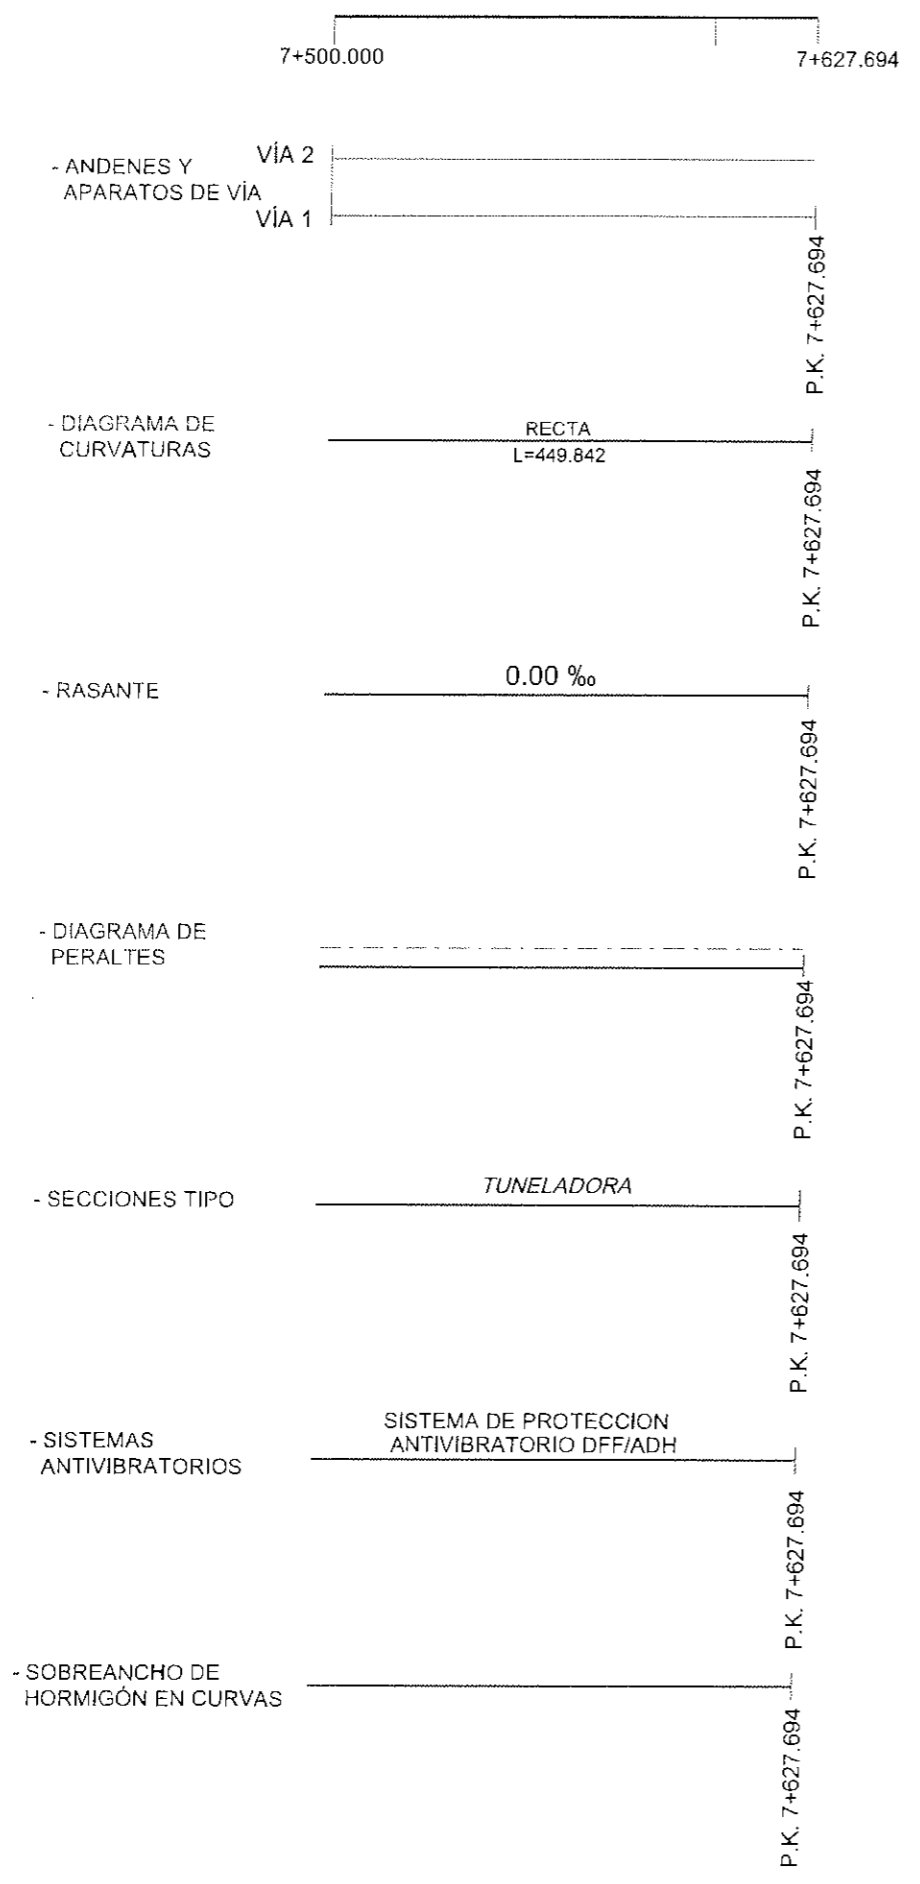 7+500.000
7+627.694
- ANDENES Y
APARATOS DE VÍA
VÍA 2
VÍA 1
P.K. 7+627.694
- DIAGRAMA DE
CURVATURAS
RECTA
L=449.842
P.K. 7+627.694
- RASANTE
0.00 ‰
P.K. 7+627.694
- DIAGRAMA DE
PERALTES
P.K. 7+627.694
- SECCIONES TIPO
TUNELADORA
P.K. 7+627.694
- SISTEMAS
ANTIVIBRATORIOS
SISTEMA DE PROTECCION
ANTIVIBRATORIO DFF/ADH
P.K. 7+627.694
- SOBREANCHO DE
HORMIGÓN EN CURVAS
P.K. 7+627.694